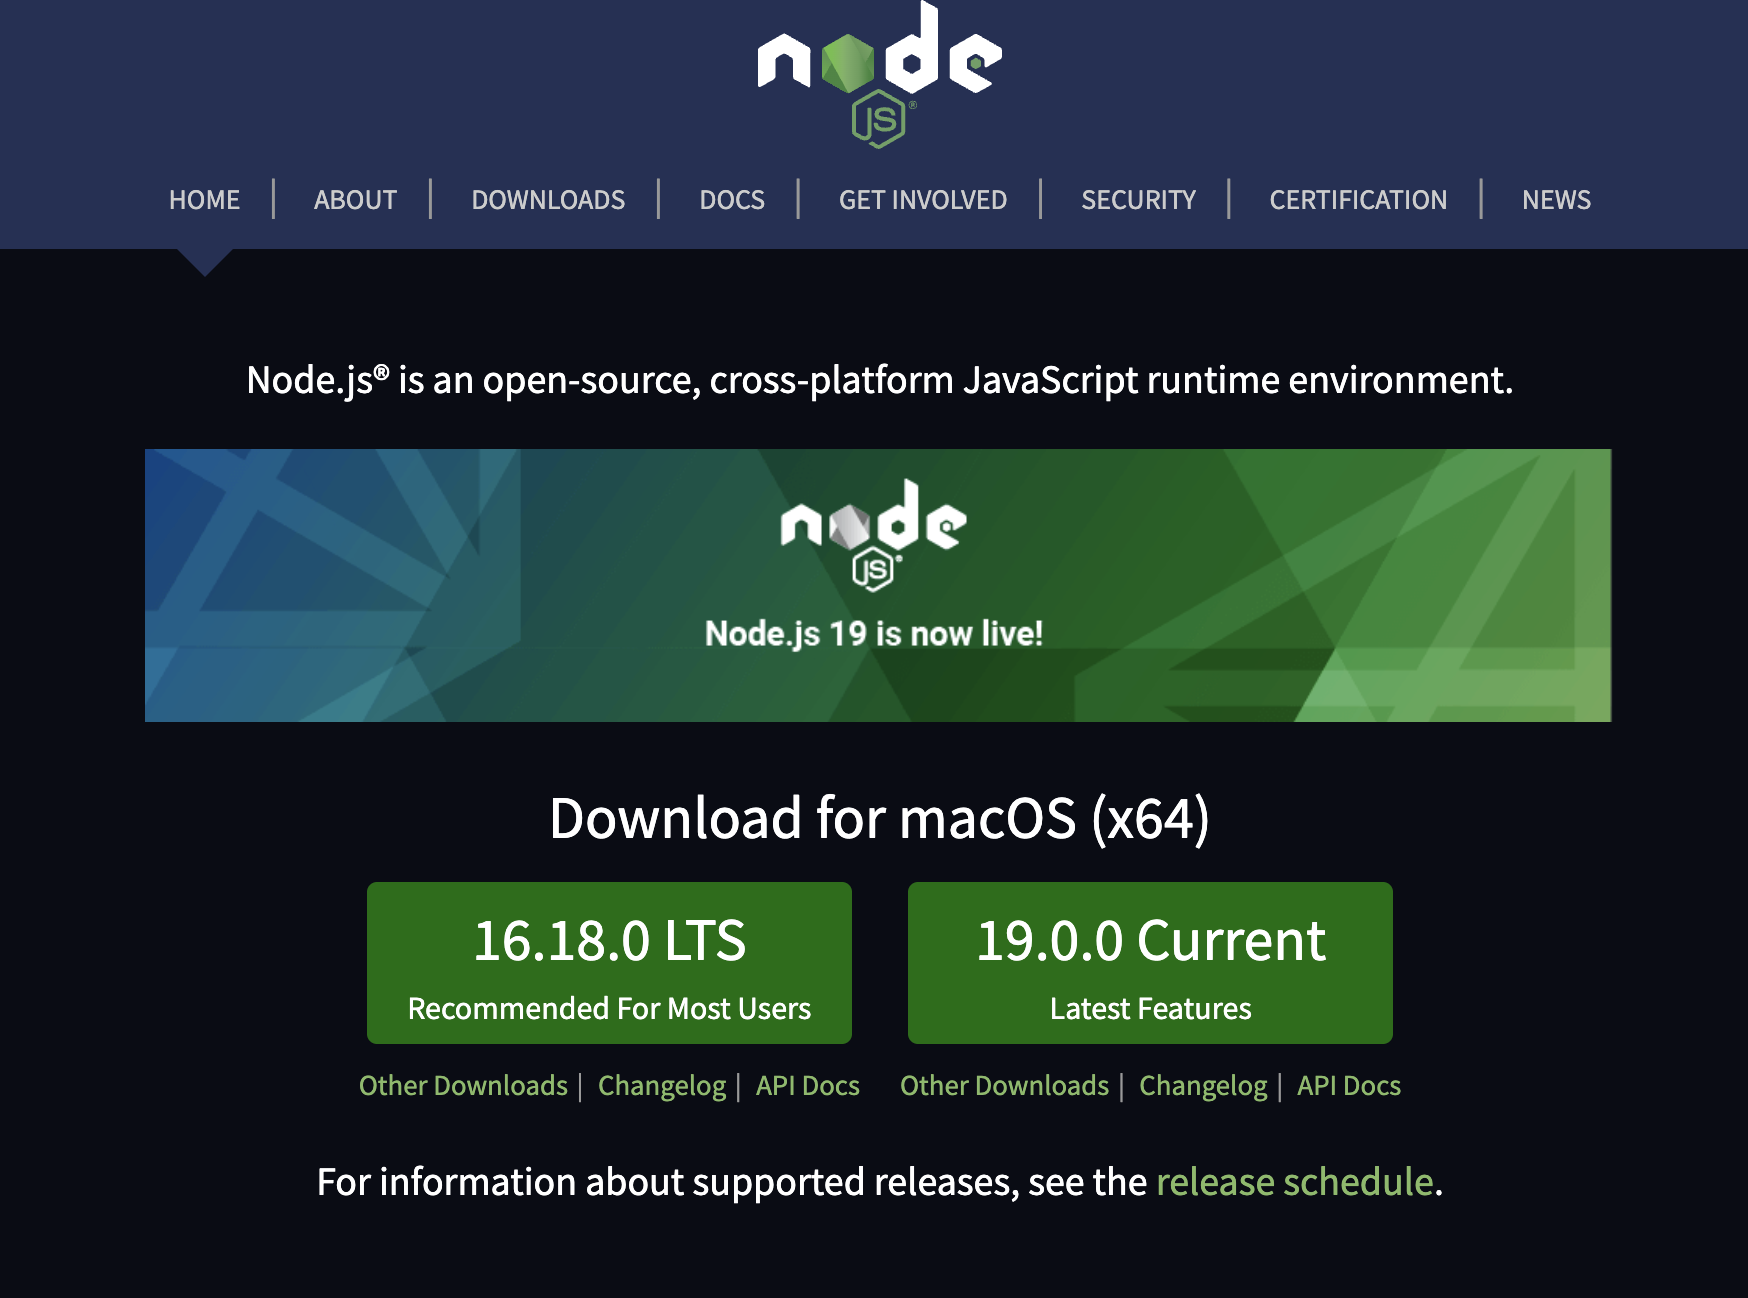 node
JS®
HOME | ABOUT | DOWNLOADS | DOCS | GET INVOLVED | SECURITY | CERTIFICATION | NEWS
Node.js® is an open-source, cross-platform JavaScript runtime environment.
node
JS®
Node.js 19 is now live!
Download for macOS (x64)
16.18.0 LTS
Recommended For Most Users
19.0.0 Current
Latest Features
Other Downloads | Changelog | API Docs
Other Downloads | Changelog | API Docs
For information about supported releases, see the release schedule.